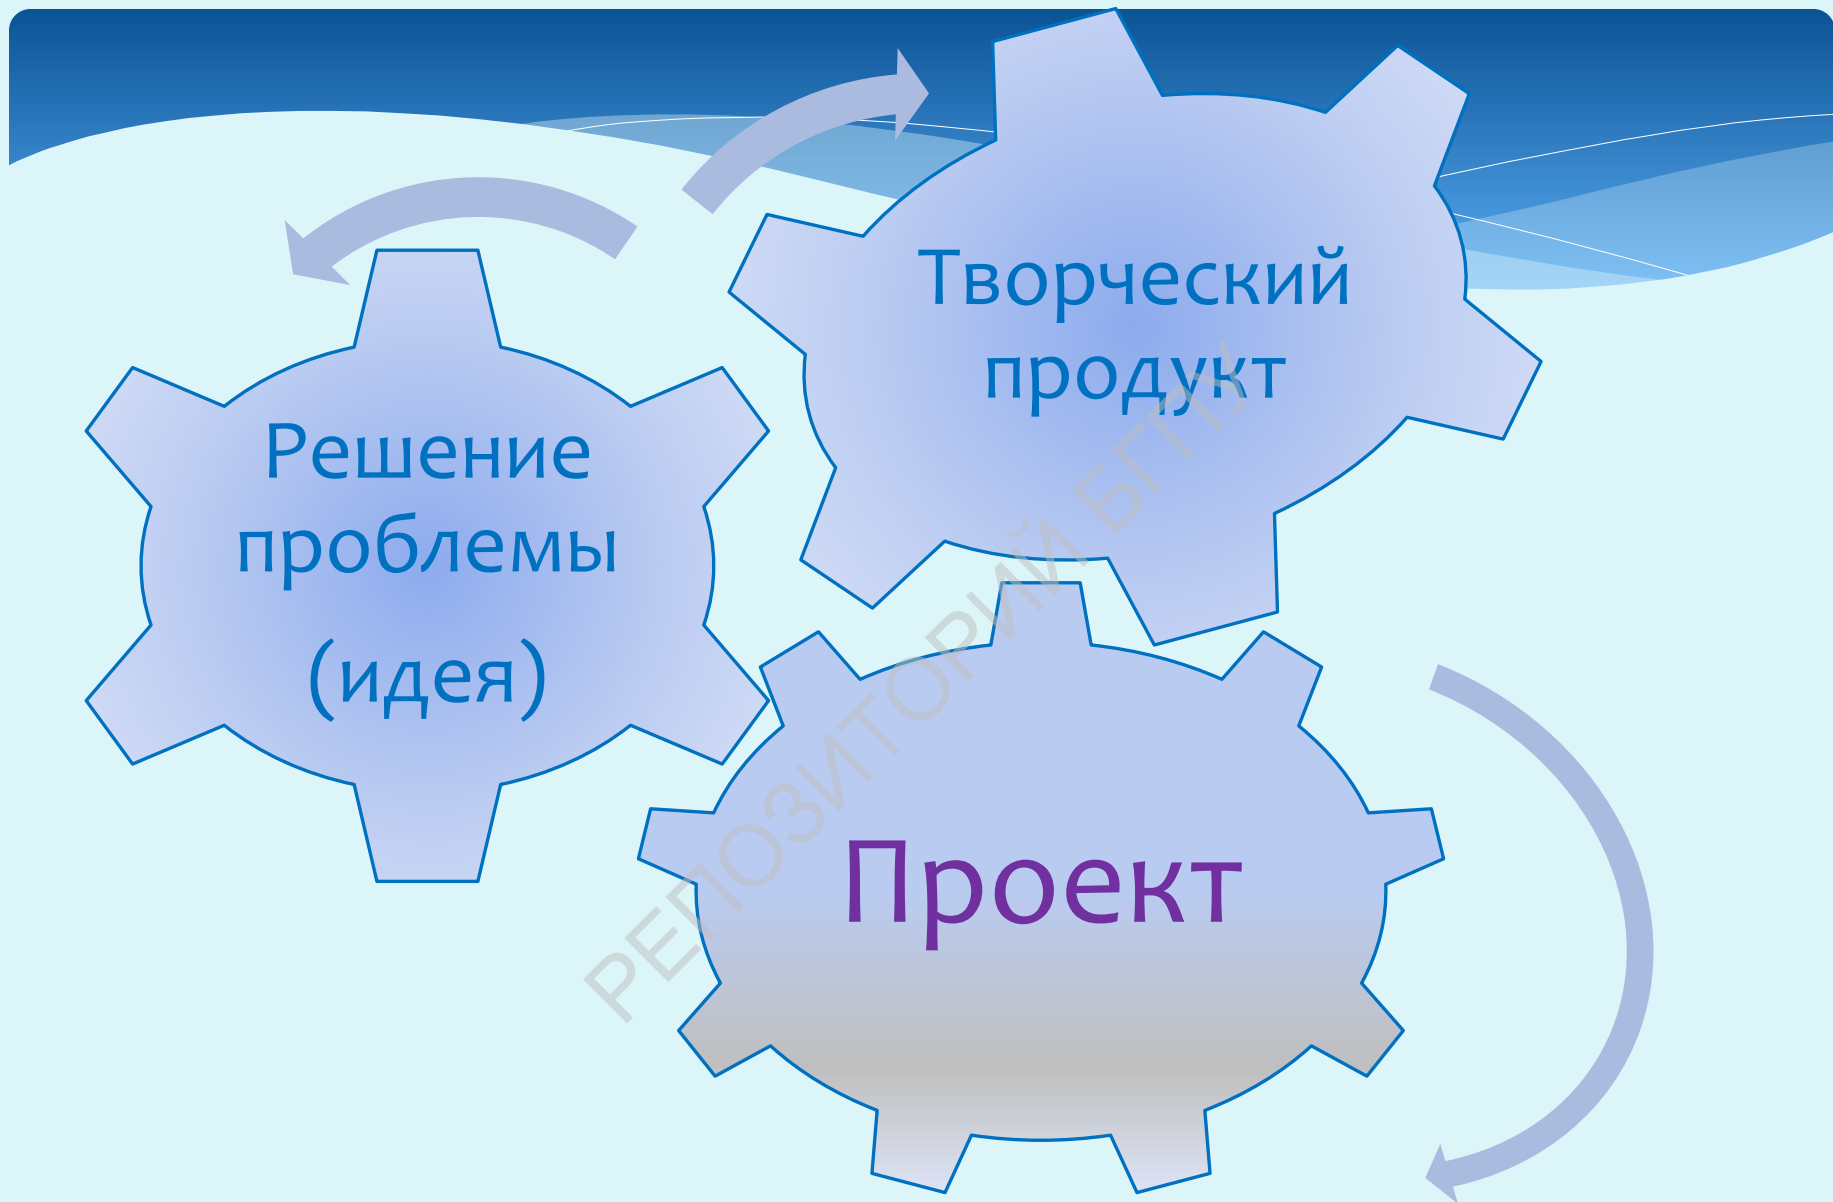 Творческий
продукт
Решение
проблемы
(идея)
Проект
РЕПОЗИТОРИЙ БГПУ